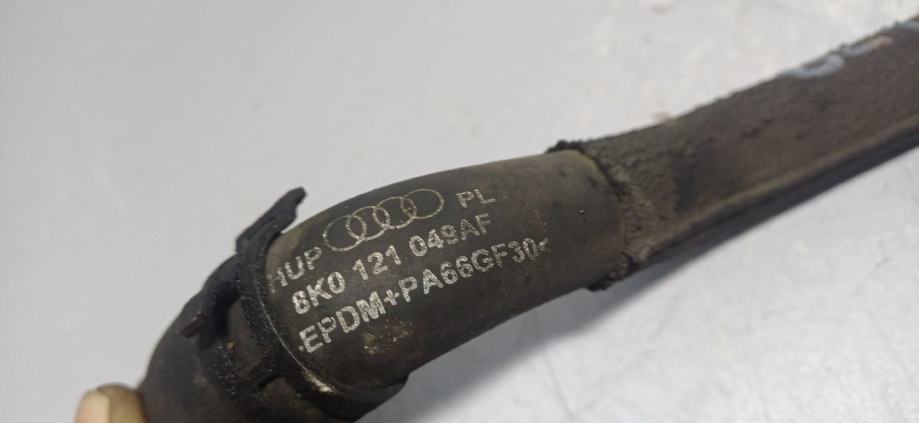 HUP PL
8K0 121 049AF
>EPDM+PA66GF30<